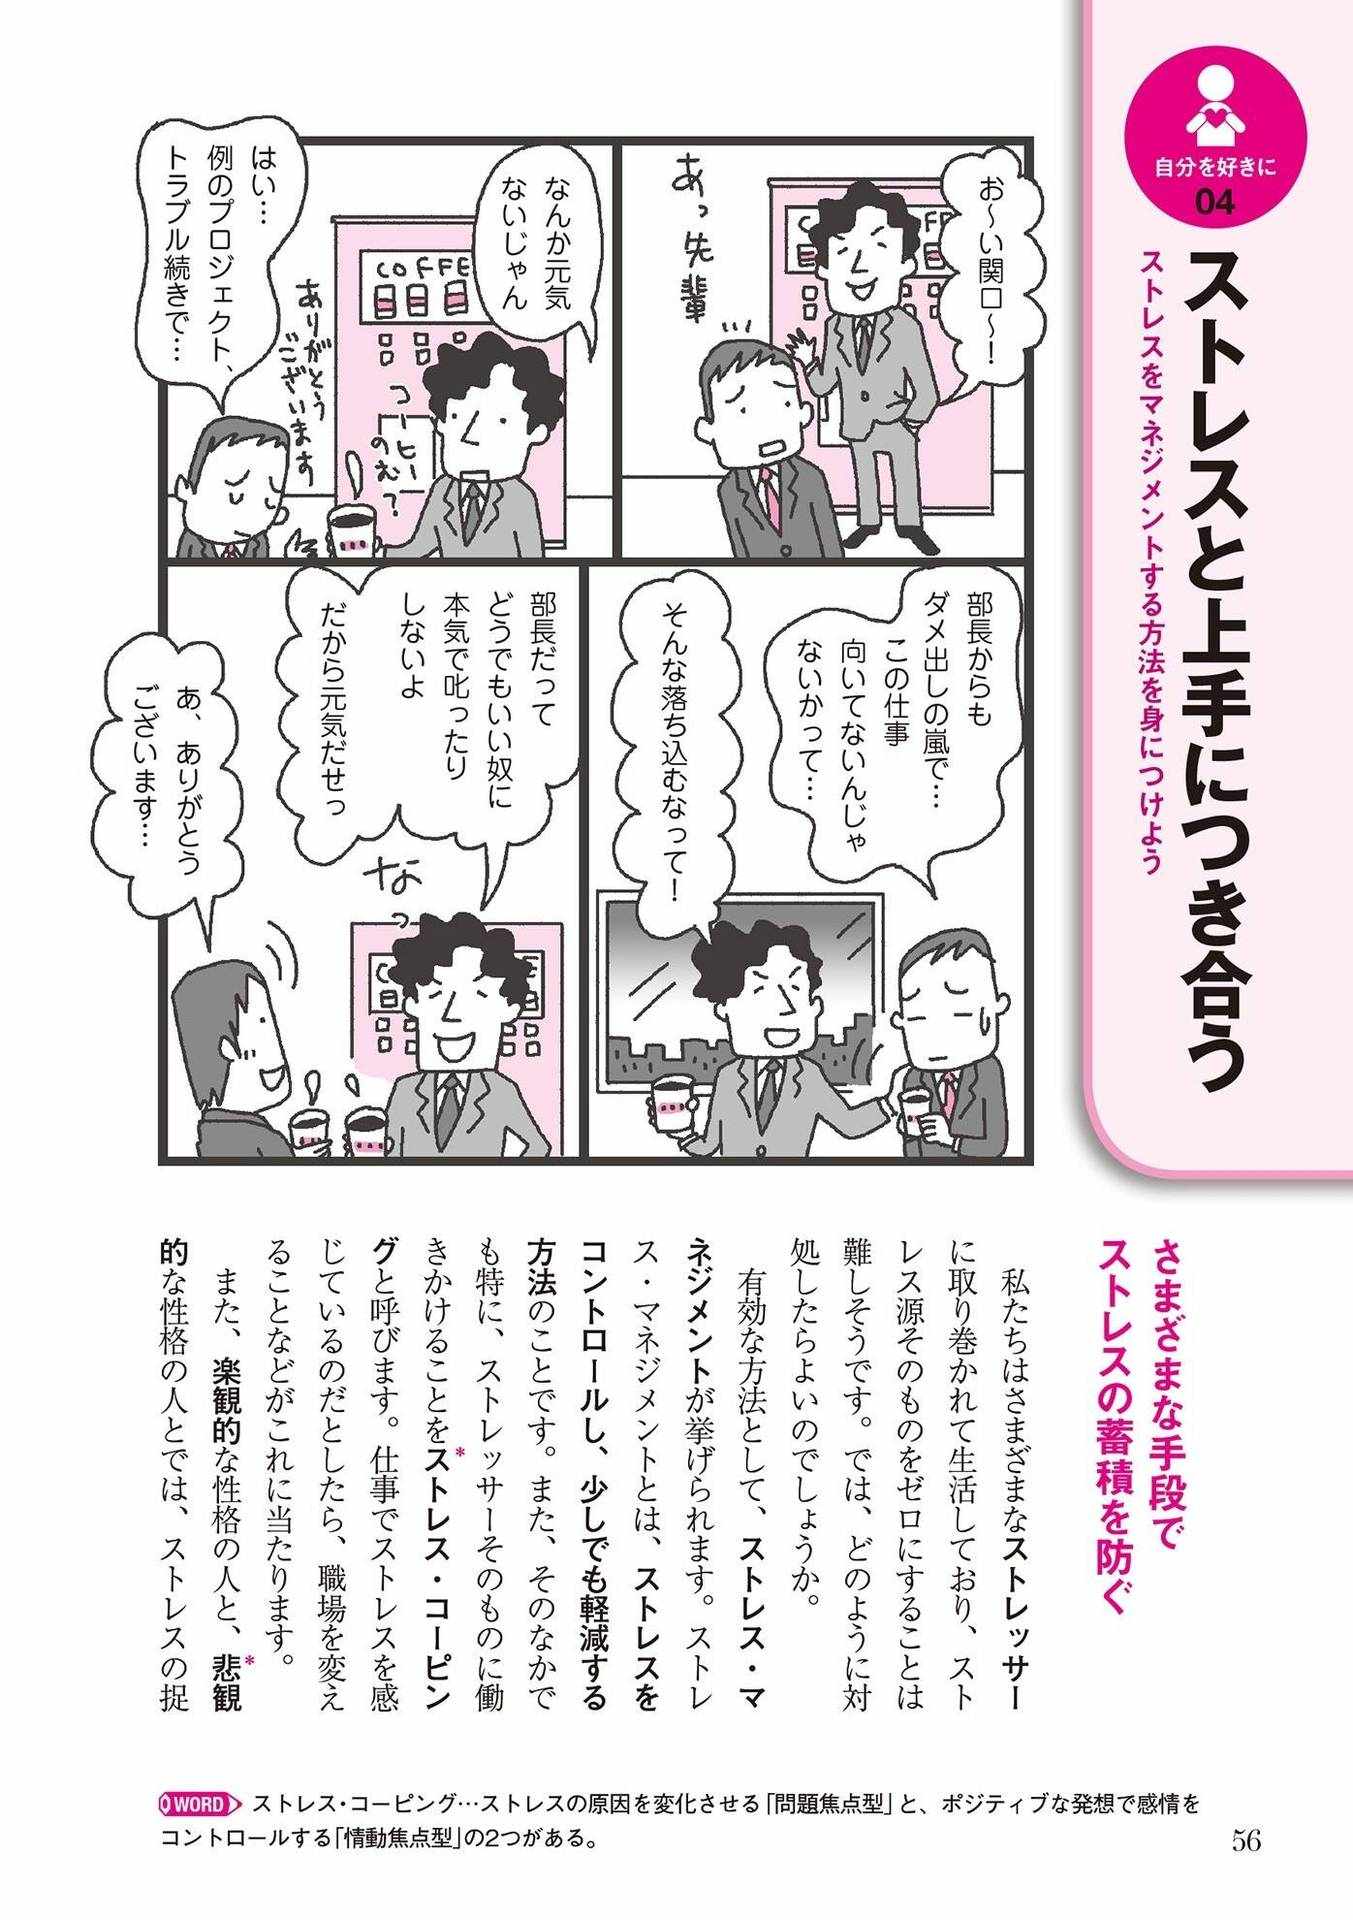 自分を好きに
04
ストレスと上手につき合う
ストレスをマネジメントする方法を身につけよう
お〜い関口〜！
あっ先輩
COFFEE
なんか元気
ないじゃん
COFFEE
コーヒー
のむ？
ありがとう
ございます
はい…
例のプロジェクト、
トラブル続きで…
部長からも
ダメ出しの嵐で…
この仕事
向いてないんじゃ
ないかって…
そんな落ち込むなって！
部長だって
どうでもいい奴に
本気で叱ったり
しないよ
だから元気だせっ
なっ
あ、ありがとう
ございます…
さまざまな手段で
ストレスの蓄積を防ぐ
私たちはさまざまなストレッサー
に取り巻かれて生活しており、スト
レス源そのものをゼロにすることは
難しそうです。では、どのように対
処したらよいのでしょうか。
有効な方法として、ストレス・マ
ネジメントが挙げられます。ストレ
ス・マネジメントとは、ストレスを
コントロールし、少しでも軽減する
方法のことです。また、そのなかで
も特に、ストレッサーそのものに働
きかけることをストレス・コーピン
グと呼びます。仕事でストレスを感
じているのだとしたら、職場を変え
ることなどがこれに当たります。
また、楽観的な性格の人と、悲観
的な性格の人とでは、ストレスの捉
WORD ストレス・コーピング…ストレスの原因を変化させる「問題焦点型」と、ポジティブな発想で感情を
コントロールする「情動焦点型」の2つがある。
56